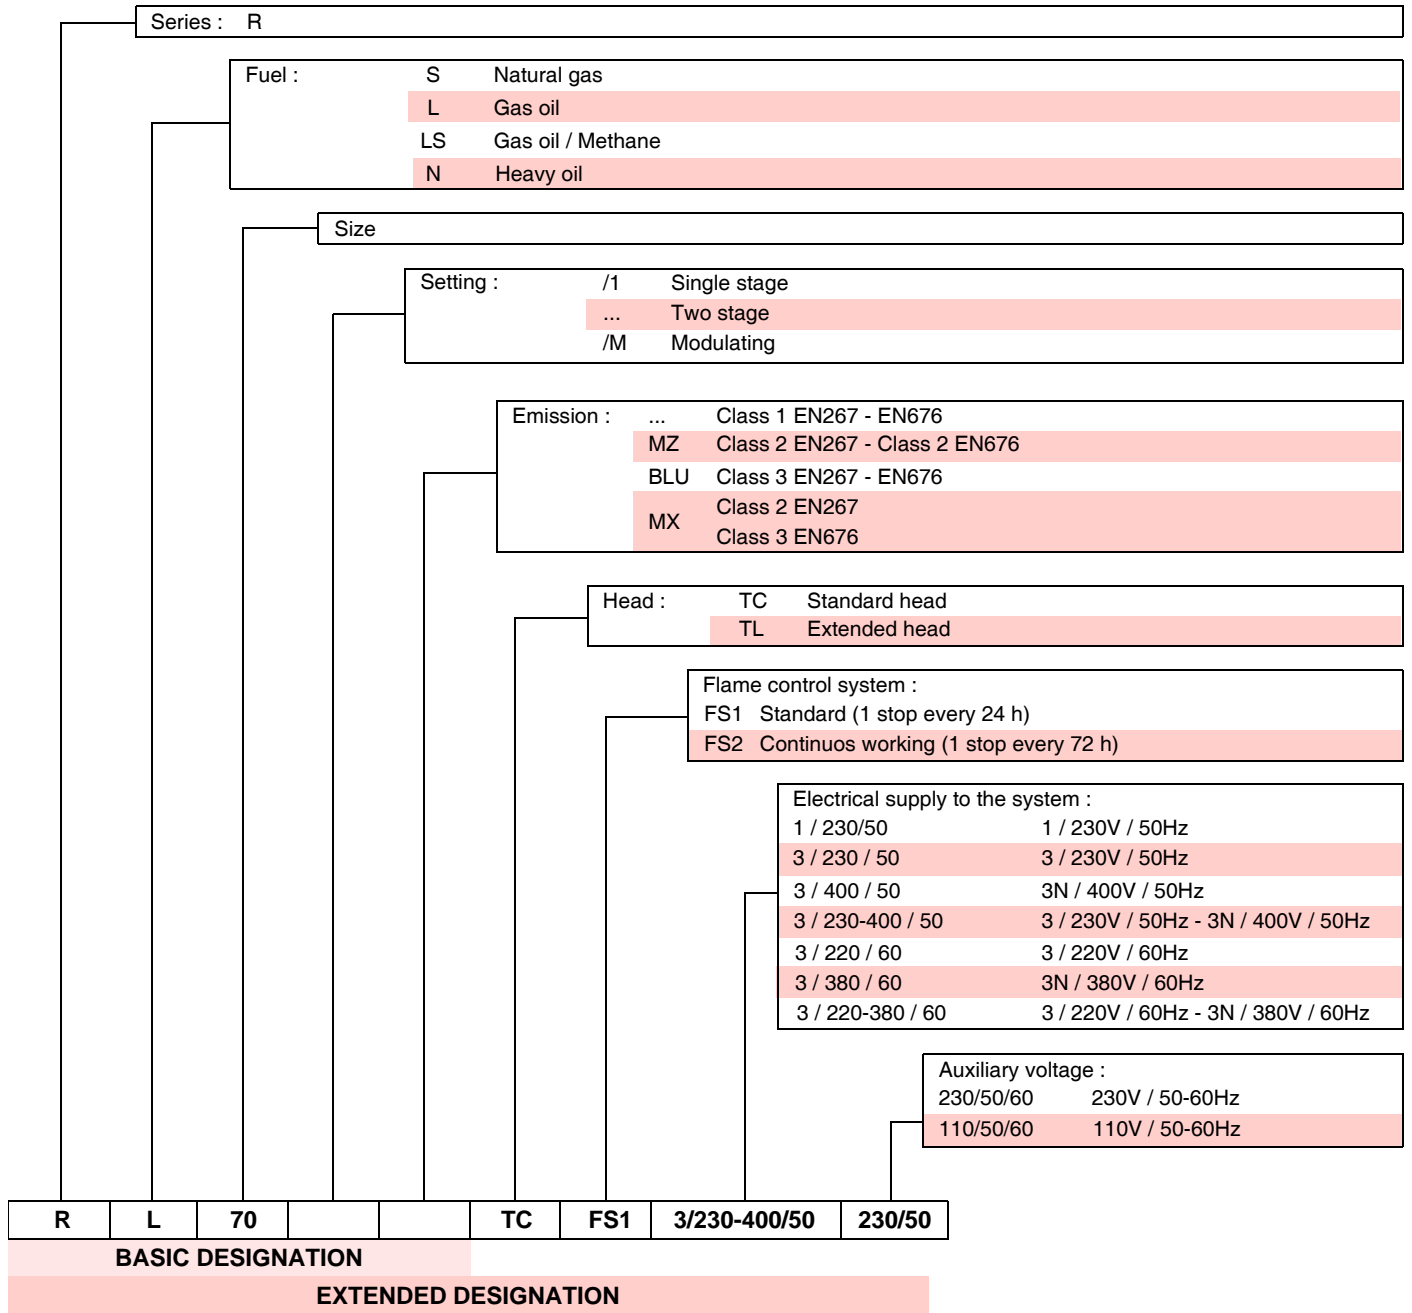 Series : R
Fuel : S Natural gas
L Gas oil
LS Gas oil / Methane
N Heavy oil
Size
Setting : /1 Single stage
... Two stage
/M Modulating
Emission : ... Class 1 EN267 - EN676
MZ Class 2 EN267 - Class 2 EN676
BLU Class 3 EN267 - EN676
MX Class 2 EN267
Class 3 EN676
Head : TC Standard head
TL Extended head
Flame control system :
FS1 Standard (1 stop every 24 h)
FS2 Continuos working (1 stop every 72 h)
Electrical supply to the system :
1 / 230/50 1 / 230V / 50Hz
3 / 230 / 50 3 / 230V / 50Hz
3 / 400 / 50 3N / 400V / 50Hz
3 / 230-400 / 50 3 / 230V / 50Hz - 3N / 400V / 50Hz
3 / 220 / 60 3 / 220V / 60Hz
3 / 380 / 60 3N / 380V / 60Hz
3 / 220-380 / 60 3 / 220V / 60Hz - 3N / 380V / 60Hz
Auxiliary voltage :
230/50/60 230V / 50-60Hz
110/50/60 110V / 50-60Hz
R L 70 TC FS1 3/230-400/50 230/50
BASIC DESIGNATION
EXTENDED DESIGNATION